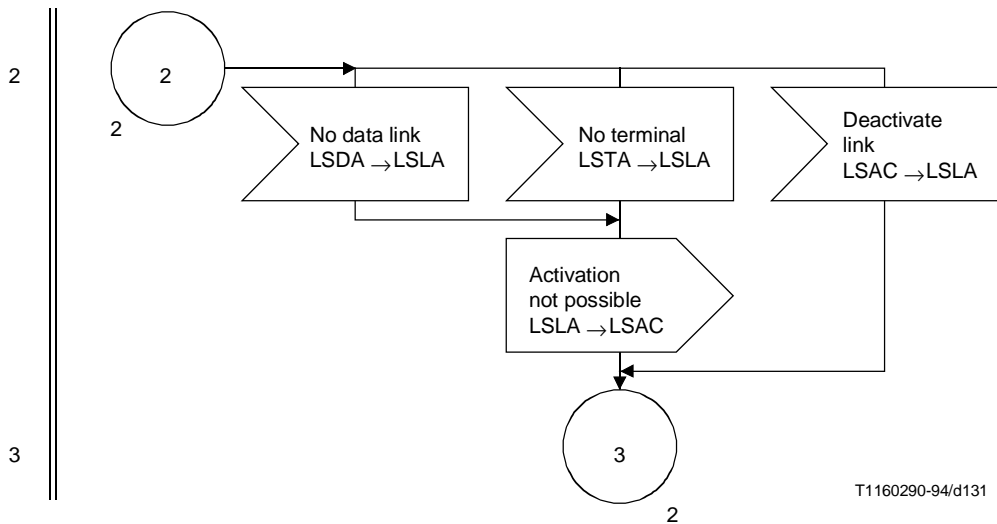 2
2
2
No data link
LSDA → LSLA
No terminal
LSTA → LSLA
Deactivate
link
LSAC → LSLA
Activation
not possible
LSLA → LSAC
3
3
2
T1160290-94/d131